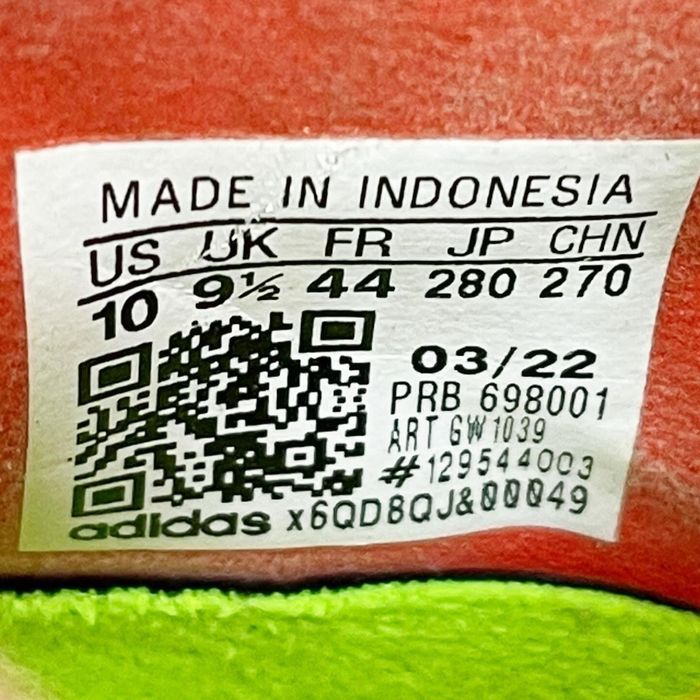 MADE IN INDONESIA
US UK FR JP CHN
10 9½ 44 280 270
03/22
PRB 698001
ART GW1039
#129544003
adidas x6QD8QJ&00049